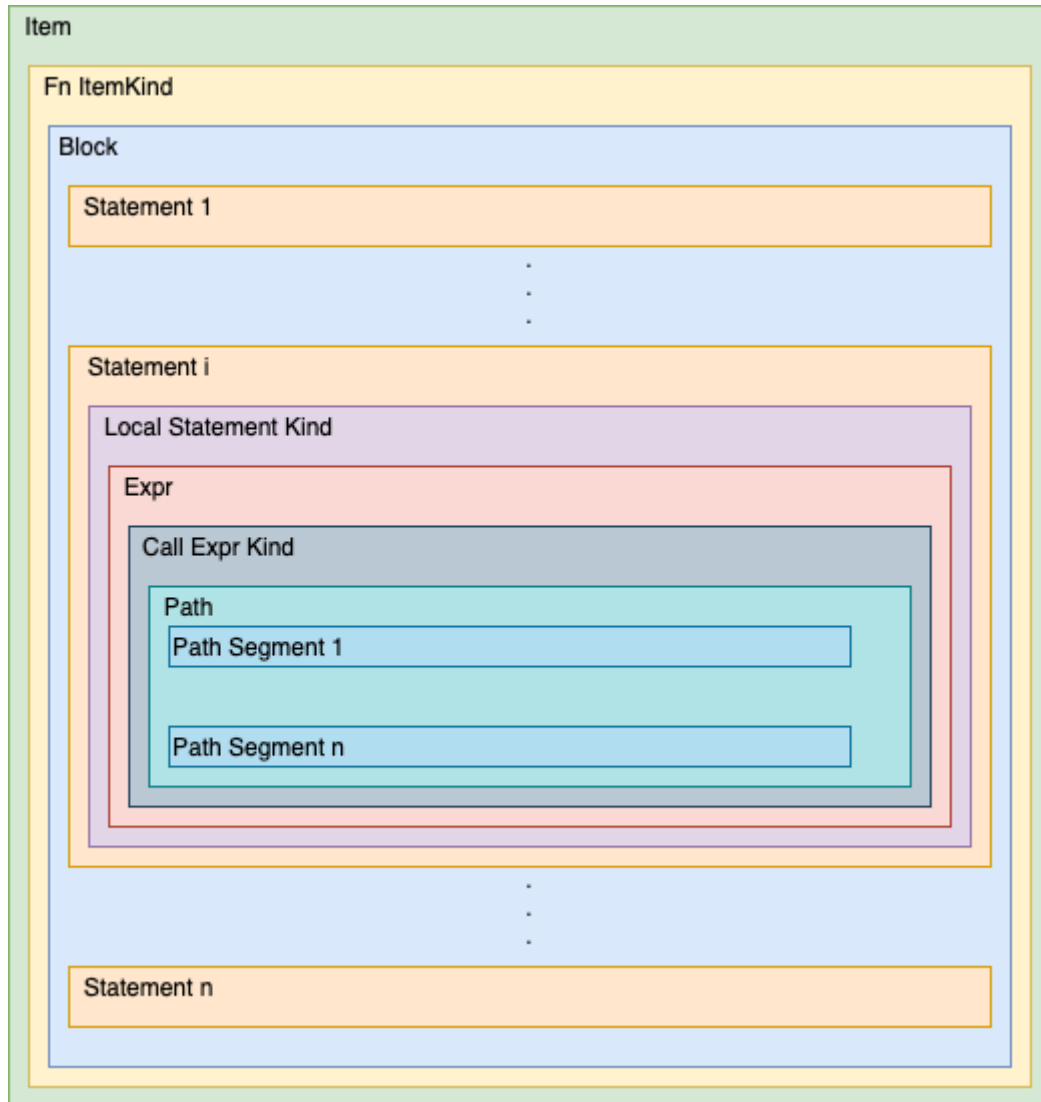 Item
Fn ItemKind
Block
Statement 1
.
.
.
Statement i
Local Statement Kind
Expr
Call Expr Kind
Path
Path Segment 1
Path Segment n
.
.
.
Statement n